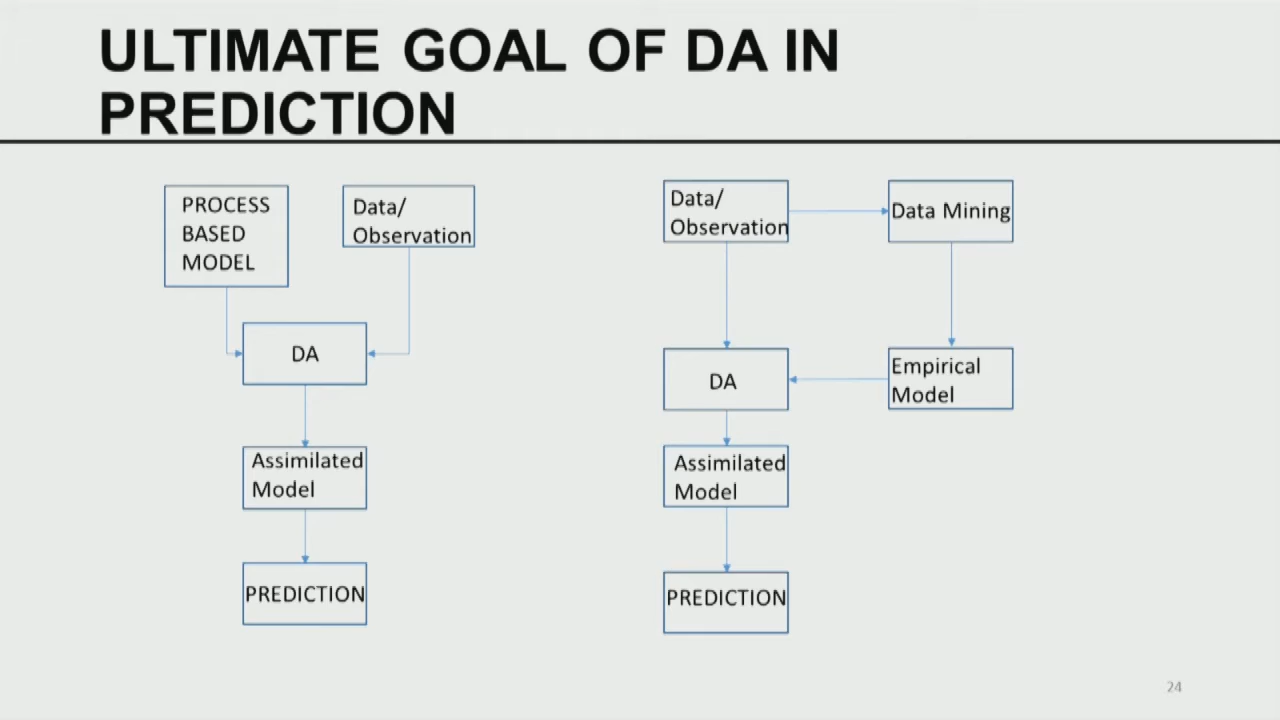 ULTIMATE GOAL OF DA IN
PREDICTION
PROCESS
BASED
MODEL
Data/
Observation
DA
Assimilated
Model
PREDICTION
Data/
Observation
Data Mining
DA
Empirical
Model
Assimilated
Model
PREDICTION
24